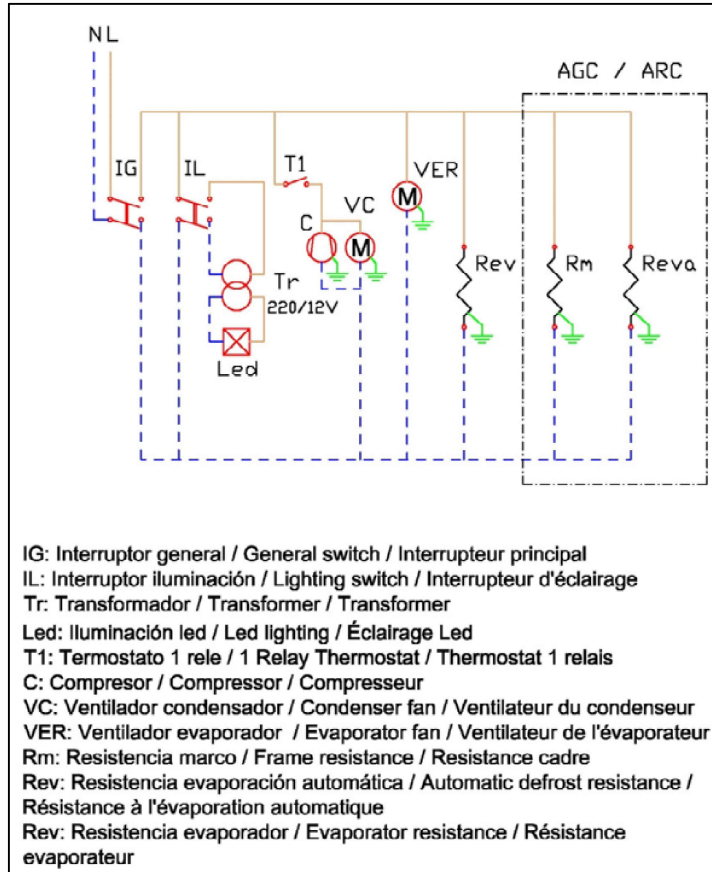 NL
AGC / ARC
IG
IL
T1
VER
VC
C
M
M
Rev
Rm
Reva
Tr
220/12V
Led
IG: Interruptor general / General switch / Interrupteur principal
IL: Interruptor iluminación / Lighting switch / Interrupteur d'éclairage
Tr: Transformador / Transformer / Transformer
Led: Iluminación led / Led lighting / Éclairage Led
T1: Termostato 1 rele / 1 Relay Thermostat / Thermostat 1 relais
C: Compresor / Compressor / Compresseur
VC: Ventilador condensador / Condenser fan / Ventilateur du condenseur
VER: Ventilador evaporador / Evaporator fan / Ventilateur de l'évaporateur
Rm: Resistencia marco / Frame resistance / Resistance cadre
Rev: Resistencia evaporación automática / Automatic defrost resistance /
Résistance à l'évaporation automatique
Rev: Resistencia evaporador / Evaporator resistance / Résistance
evaporateur